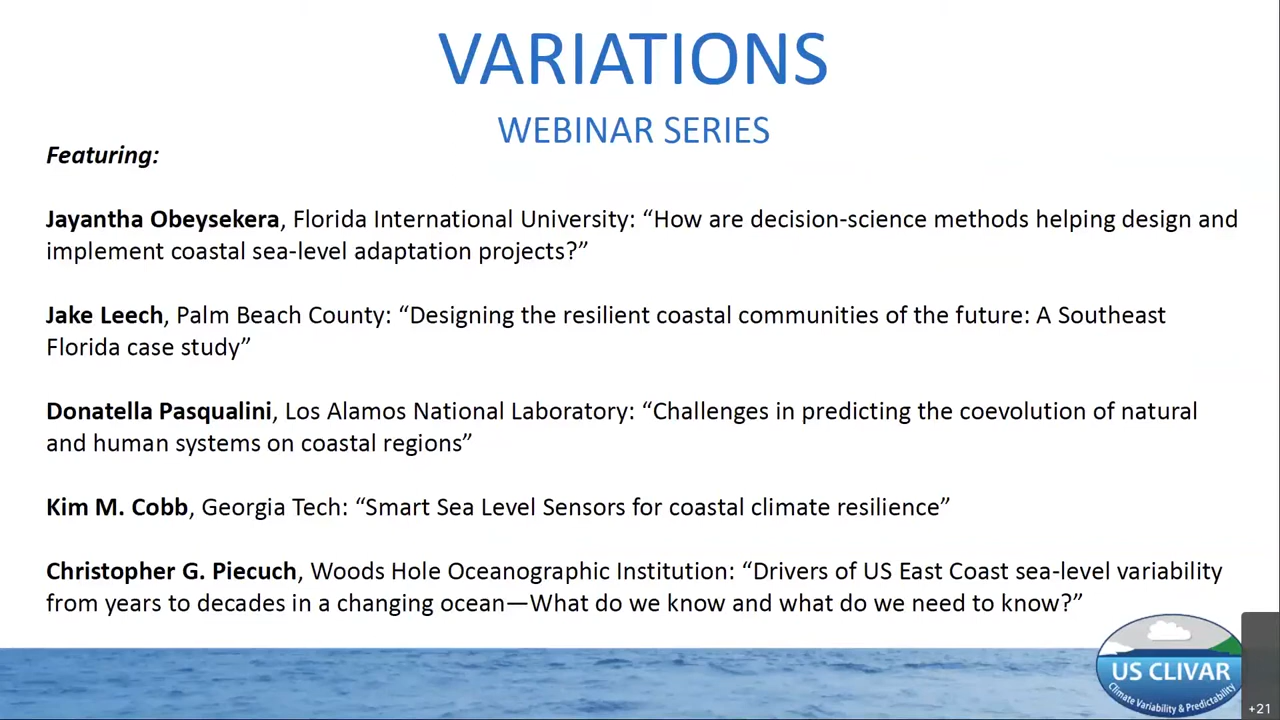 VARIATIONS
WEBINAR SERIES
Featuring:
Jayantha Obeysekera, Florida International University: “How are decision-science methods helping design and
implement coastal sea-level adaptation projects?”
Jake Leech, Palm Beach County: “Designing the resilient coastal communities of the future: A Southeast
Florida case study”
Donatella Pasqualini, Los Alamos National Laboratory: “Challenges in predicting the coevolution of natural
and human systems on coastal regions”
Kim M. Cobb, Georgia Tech: “Smart Sea Level Sensors for coastal climate resilience”
Christopher G. Piecuch, Woods Hole Oceanographic Institution: “Drivers of US East Coast sea-level variability
from years to decades in a changing ocean—What do we know and what do we need to know?”
US CLIVAR
Climate Variability & Predictability
+21